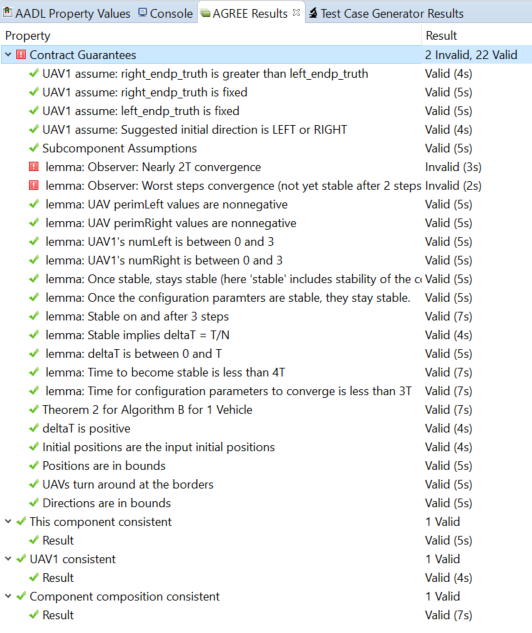 AADL Property Values Console AGREE Results Test Case Generator Results
Property Result
Contract Guarantees 2 Invalid, 22 Valid
UAV1 assume: right_endp_truth is greater than left_endp_truth Valid (4s)
UAV1 assume: right_endp_truth is fixed Valid (5s)
UAV1 assume: left_endp_truth is fixed Valid (5s)
UAV1 assume: Suggested initial direction is LEFT or RIGHT Valid (4s)
Subcomponent Assumptions Valid (5s)
lemma: Observer: Nearly 2T convergence Invalid (3s)
lemma: Observer: Worst steps convergence (not yet stable after 2 steps Invalid (2s)
lemma: UAV perimLeft values are nonnegative Valid (5s)
lemma: UAV perimRight values are nonnegative Valid (5s)
lemma: UAV1's numLeft is between 0 and 3 Valid (5s)
lemma: UAV1's numRight is between 0 and 3 Valid (5s)
lemma: Once stable, stays stable (here 'stable' includes stability of the c Valid (5s)
lemma: Once the configuration paramters are stable, they stay stable. Valid (5s)
lemma: Stable on and after 3 steps Valid (7s)
lemma: Stable implies deltaT = T/N Valid (4s)
lemma: deltaT is between 0 and T Valid (5s)
lemma: Time to become stable is less than 4T Valid (7s)
lemma: Time for configuration parameters to converge is less than 3T Valid (7s)
Theorem 2 for Algorithm B for 1 Vehicle Valid (7s)
deltaT is positive Valid (4s)
Initial positions are the input initial positions Valid (4s)
Positions are in bounds Valid (5s)
UAVs turn around at the borders Valid (5s)
Directions are in bounds Valid (5s)
This component consistent 1 Valid
Result Valid (5s)
UAV1 consistent 1 Valid
Result Valid (4s)
Component composition consistent 1 Valid
Result Valid (7s)